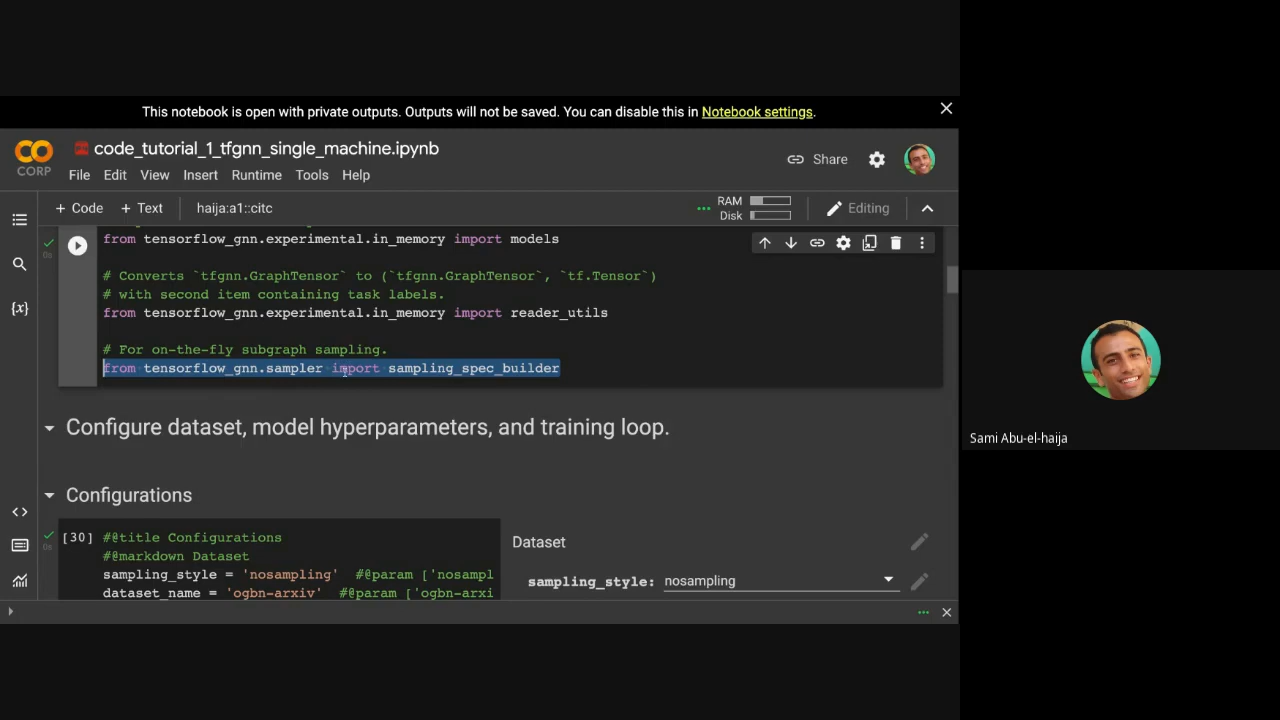 This notebook is open with private outputs. Outputs will not be saved. You can disable this in Notebook settings.
CORP
code_tutorial_1_tfgnn_single_machine.ipynb
Share
File Edit View Insert Runtime Tools Help
+ Code + Text haija:a1::citc
RAM
Disk
Editing
from tensorflow_gnn.experimental.in_memory import models
# Converts `tfgnn.GraphTensor` to (`tfgnn.GraphTensor`, `tf.Tensor`)
# with second item containing task labels.
from tensorflow_gnn.experimental.in_memory import reader_utils
# For on-the-fly subgraph sampling.
from tensorflow_gnn.sampler import sampling_spec_builder
Configure dataset, model hyperparameters, and training loop.
Configurations
[30] #@title Configurations
#@markdown Dataset
sampling_style = 'nosampling' #@param ['nosampl
dataset_name = 'ogbn-arxiv' #@param ['ogbn-arxi
Dataset
sampling_style: nosampling
Sami Abu-el-haija